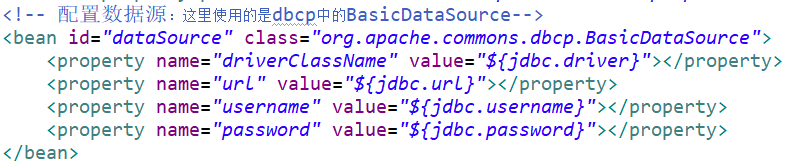 <!-- 配置数据源：这里使用的是dbcp中的BasicDataSource-->
<bean id="dataSource" class="org.apache.commons.dbcp.BasicDataSource">
    <property name="driverClassName" value="${jdbc.driver}"></property>
    <property name="url" value="${jdbc.url}"></property>
    <property name="username" value="${jdbc.username}"></property>
    <property name="password" value="${jdbc.password}"></property>
</bean>